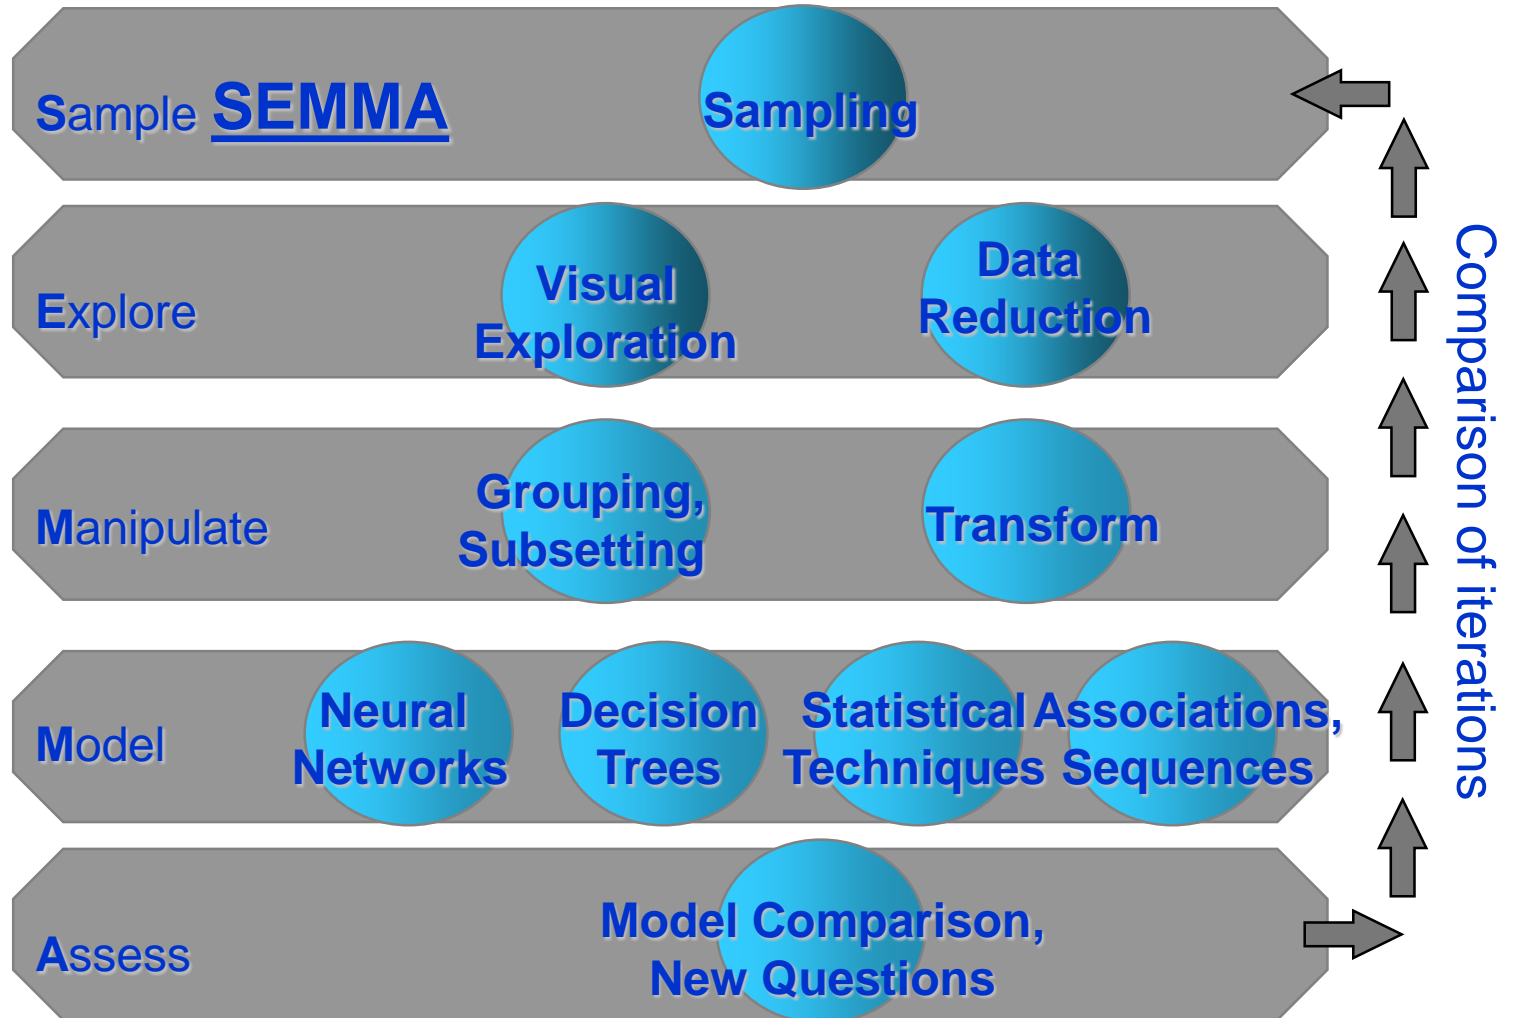 Sample SEMMA
Sampling
Explore
Visual
Exploration
Data
Reduction
Manipulate
Grouping,
Subsetting
Transform
Model
Neural
Networks
Decision
Trees
Statistical
Techniques
Associations,
Sequences
Assess
Model Comparison,
New Questions
Comparison of iterations